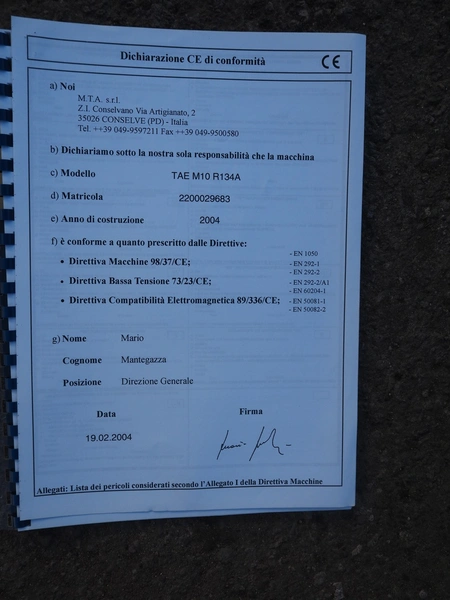 Dichiarazione CE di conformità
CE
a) Noi
M.T.A. s.r.l.
Z.I. Conselvano Via Artigianato, 2
35026 CONSELVE (PD) - Italia
Tel. ++39 049-9597211 Fax ++39 049-9500580
b) Dichiariamo sotto la nostra sola responsabilità che la macchina
c) Modello TAE M10 R134A
d) Matricola 2200029683
e) Anno di costruzione 2004
f) è conforme a quanto prescritto dalle Direttive:
• Direttiva Macchine 98/37/CE;
- EN 1050
- EN 292-1
- EN 292-2
• Direttiva Bassa Tensione 73/23/CE;
- EN 292-2/A1
- EN 60204-1
• Direttiva Compatibilità Elettromagnetica 89/336/CE;
- EN 50081-1
- EN 50082-2
g) Nome Mario
Cognome Mantegazza
Posizione Direzione Generale
Data Firma
19.02.2004
Allegati: Lista dei pericoli considerati secondo l'Allegato I della Direttiva Macchine